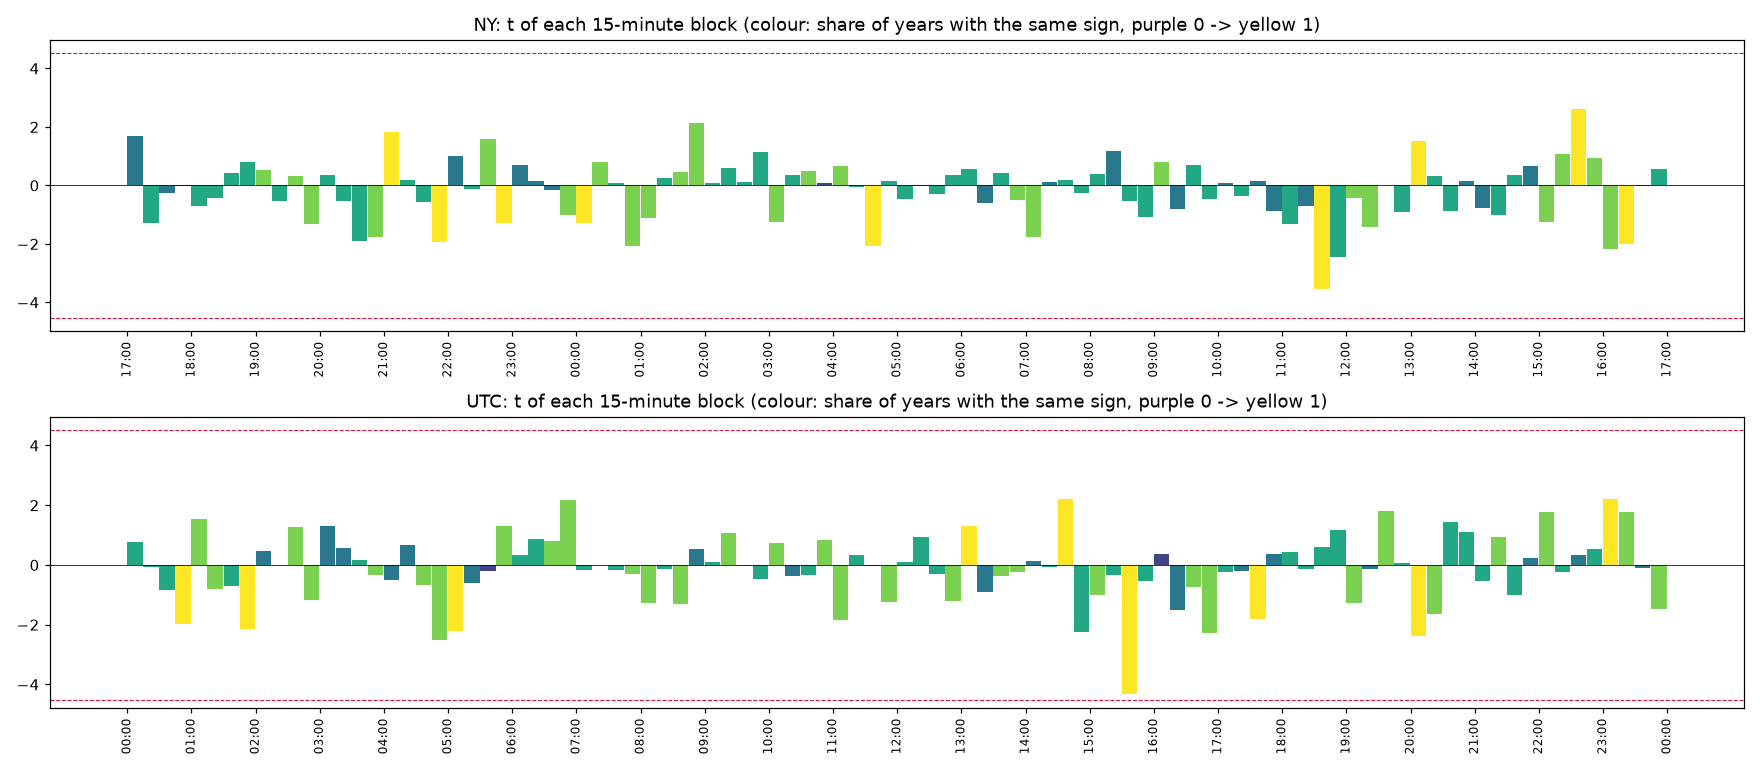 NY: t of each 15-minute block (colour: share of years with the same sign, purple 0 -> yellow 1)
4
2
0
−2
−4
17:00 18:00 19:00 20:00 21:00 22:00 23:00 00:00 01:00 02:00 03:00 04:00 05:00 06:00 07:00 08:00 09:00 10:00 11:00 12:00 13:00 14:00 15:00 16:00 17:00
UTC: t of each 15-minute block (colour: share of years with the same sign, purple 0 -> yellow 1)
4
2
0
−2
−4
00:00 01:00 02:00 03:00 04:00 05:00 06:00 07:00 08:00 09:00 10:00 11:00 12:00 13:00 14:00 15:00 16:00 17:00 18:00 19:00 20:00 21:00 22:00 23:00 00:00